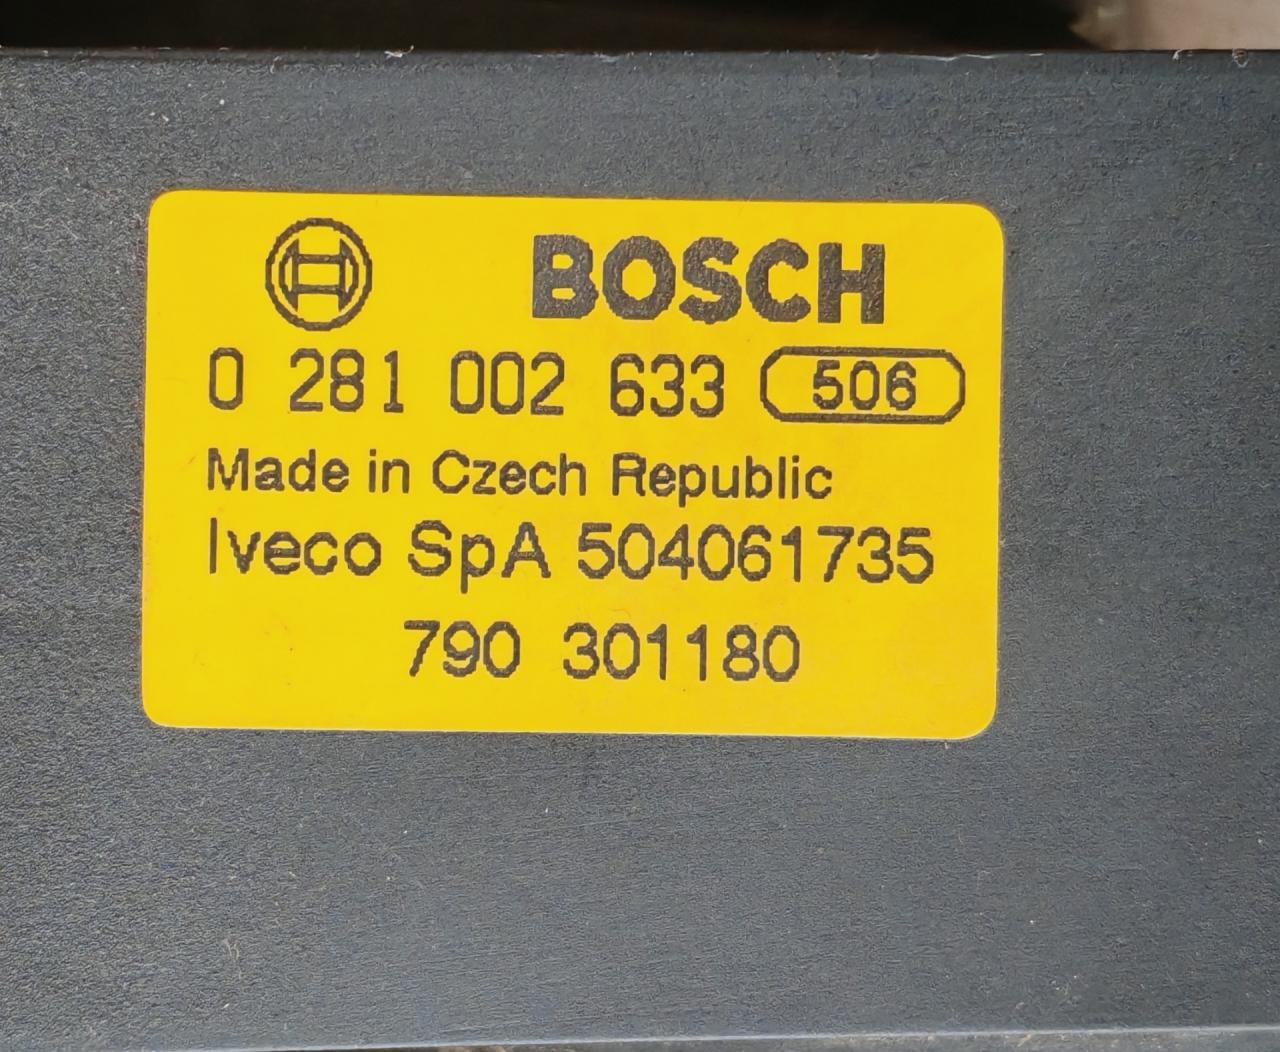 BOSCH
0 281 002 633 506
Made in Czech Republic
Iveco SpA 504061735
790 301180